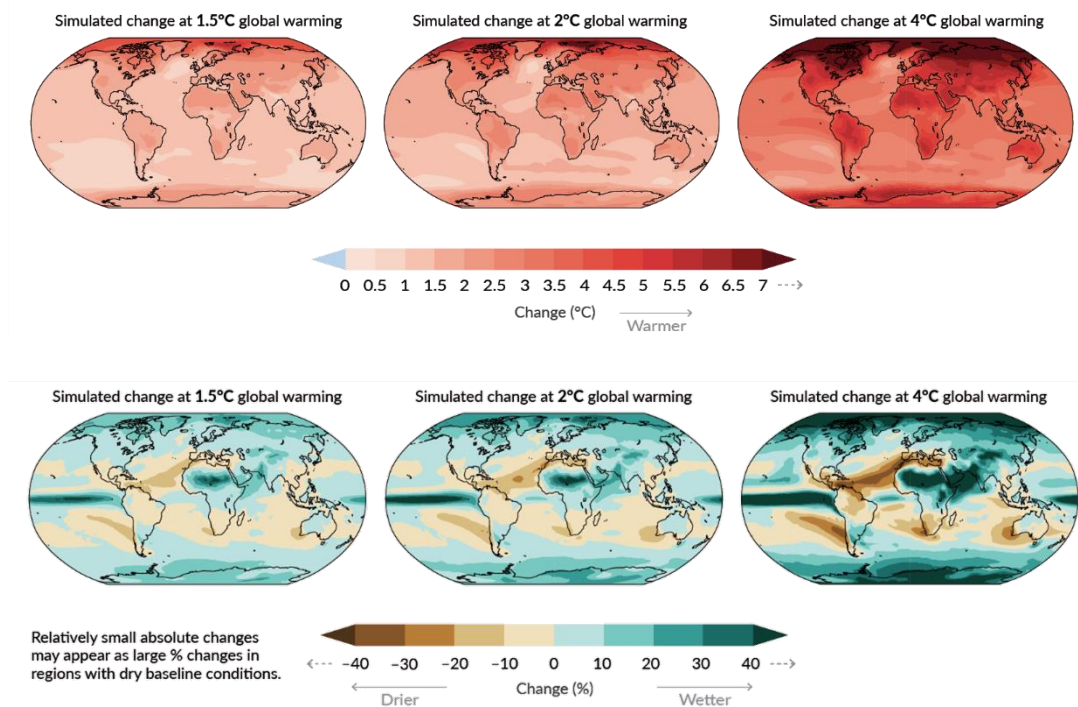 Simulated change at 1.5°C global warming
Simulated change at 2°C global warming
Simulated change at 4°C global warming
0 0.5 1 1.5 2 2.5 3 3.5 4 4.5 5 5.5 6 6.5 7
Change (°C)
Warmer
Simulated change at 1.5°C global warming
Simulated change at 2°C global warming
Simulated change at 4°C global warming
Relatively small absolute changes
may appear as large % changes in
regions with dry baseline conditions.
−40 −30 −20 −10 0 10 20 30 40
Change (%)
Drier
Wetter